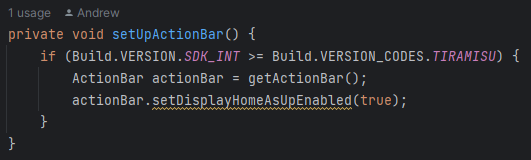 1 usage Andrew
private void setUpActionBar() {
    if (Build.VERSION.SDK_INT >= Build.VERSION_CODES.TIRAMISU) {
        ActionBar actionBar = getActionBar();
        actionBar.setDisplayHomeAsUpEnabled(true);
    }
}